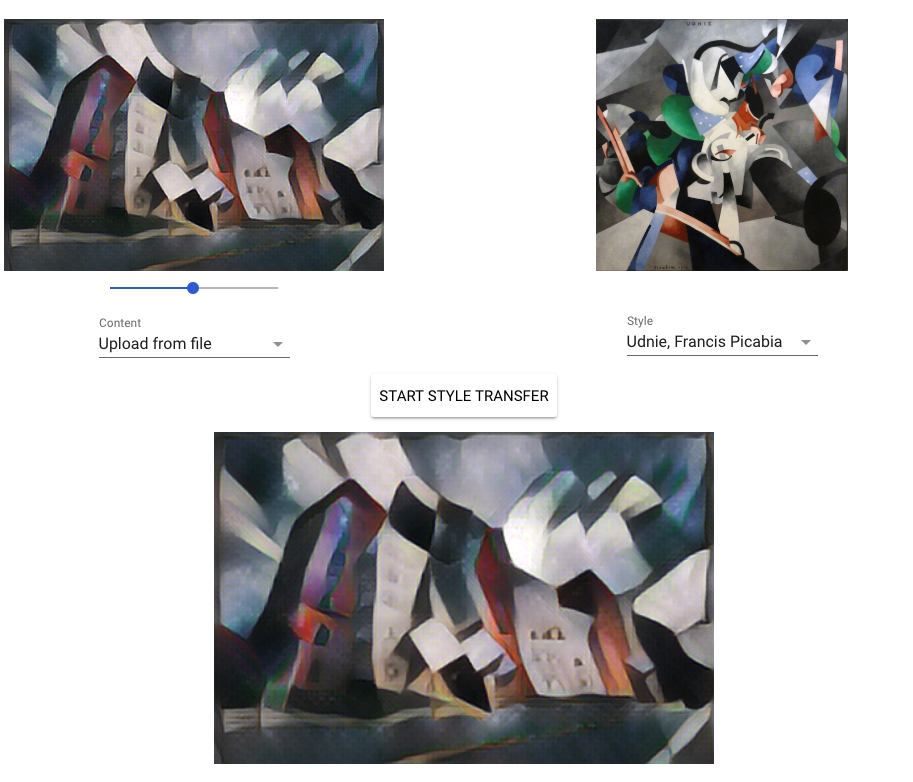 UDNIE
Content
Upload from file
Style
Udnie, Francis Picabia
START STYLE TRANSFER